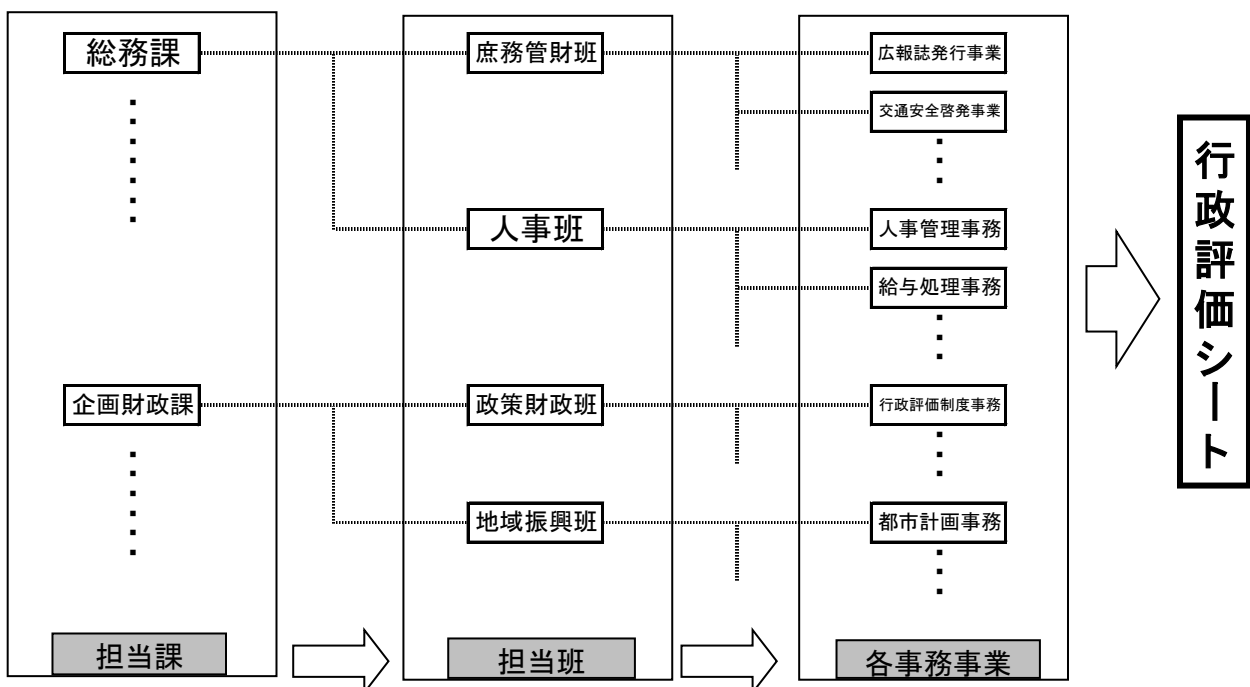 総務課
庶務管財班
広報誌発行事業
交通安全啓発事業
人事班
人事管理事務
給与処理事務
企画財政課
政策財政班
行政評価制度事務
地域振興班
都市計画事務
担当課
担当班
各事務事業
行政評価シート